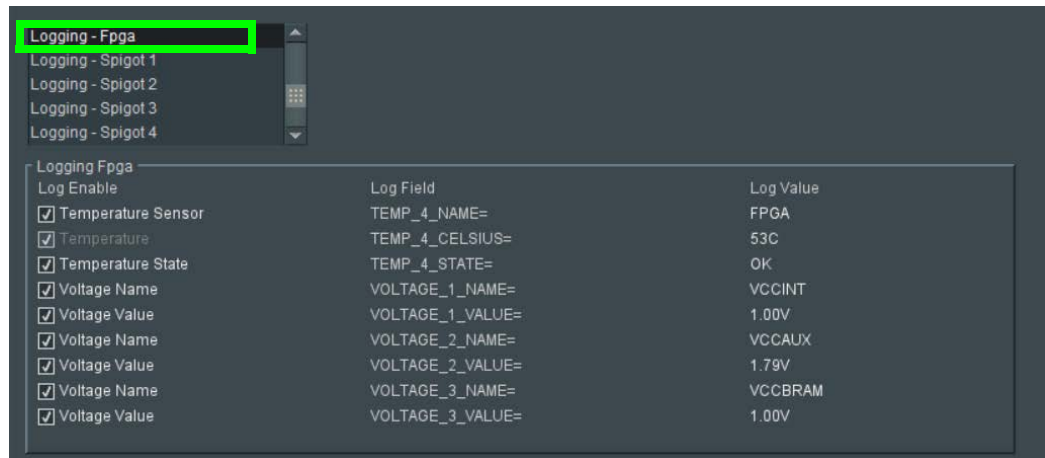 Logging - Fpga
Logging - Spigot 1
Logging - Spigot 2
Logging - Spigot 3
Logging - Spigot 4
Logging Fpga
Log Enable Log Field Log Value
Temperature Sensor TEMP_4_NAME= FPGA
Temperature TEMP_4_CELSIUS= 53C
Temperature State TEMP_4_STATE= OK
Voltage Name VOLTAGE_1_NAME= VCCINT
Voltage Value VOLTAGE_1_VALUE= 1.00V
Voltage Name VOLTAGE_2_NAME= VCCAUX
Voltage Value VOLTAGE_2_VALUE= 1.79V
Voltage Name VOLTAGE_3_NAME= VCCBRAM
Voltage Value VOLTAGE_3_VALUE= 1.00V